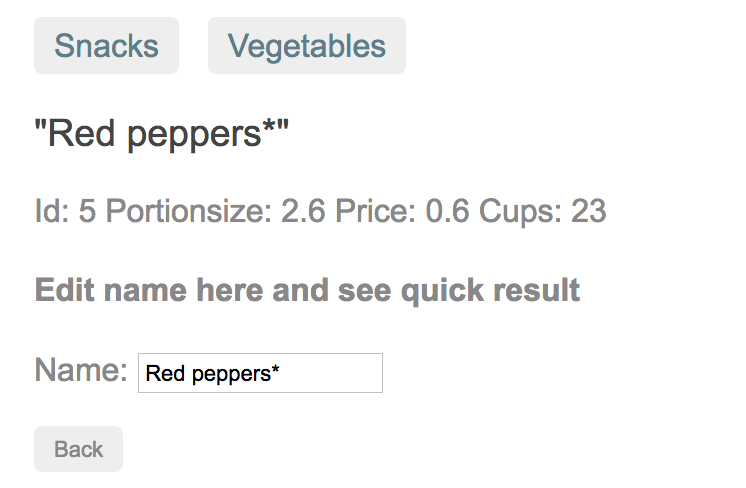 Snacks Vegetables
"Red peppers*"
Id: 5 Portionsize: 2.6 Price: 0.6 Cups: 23
Edit name here and see quick result
Name: Red peppers*
Back